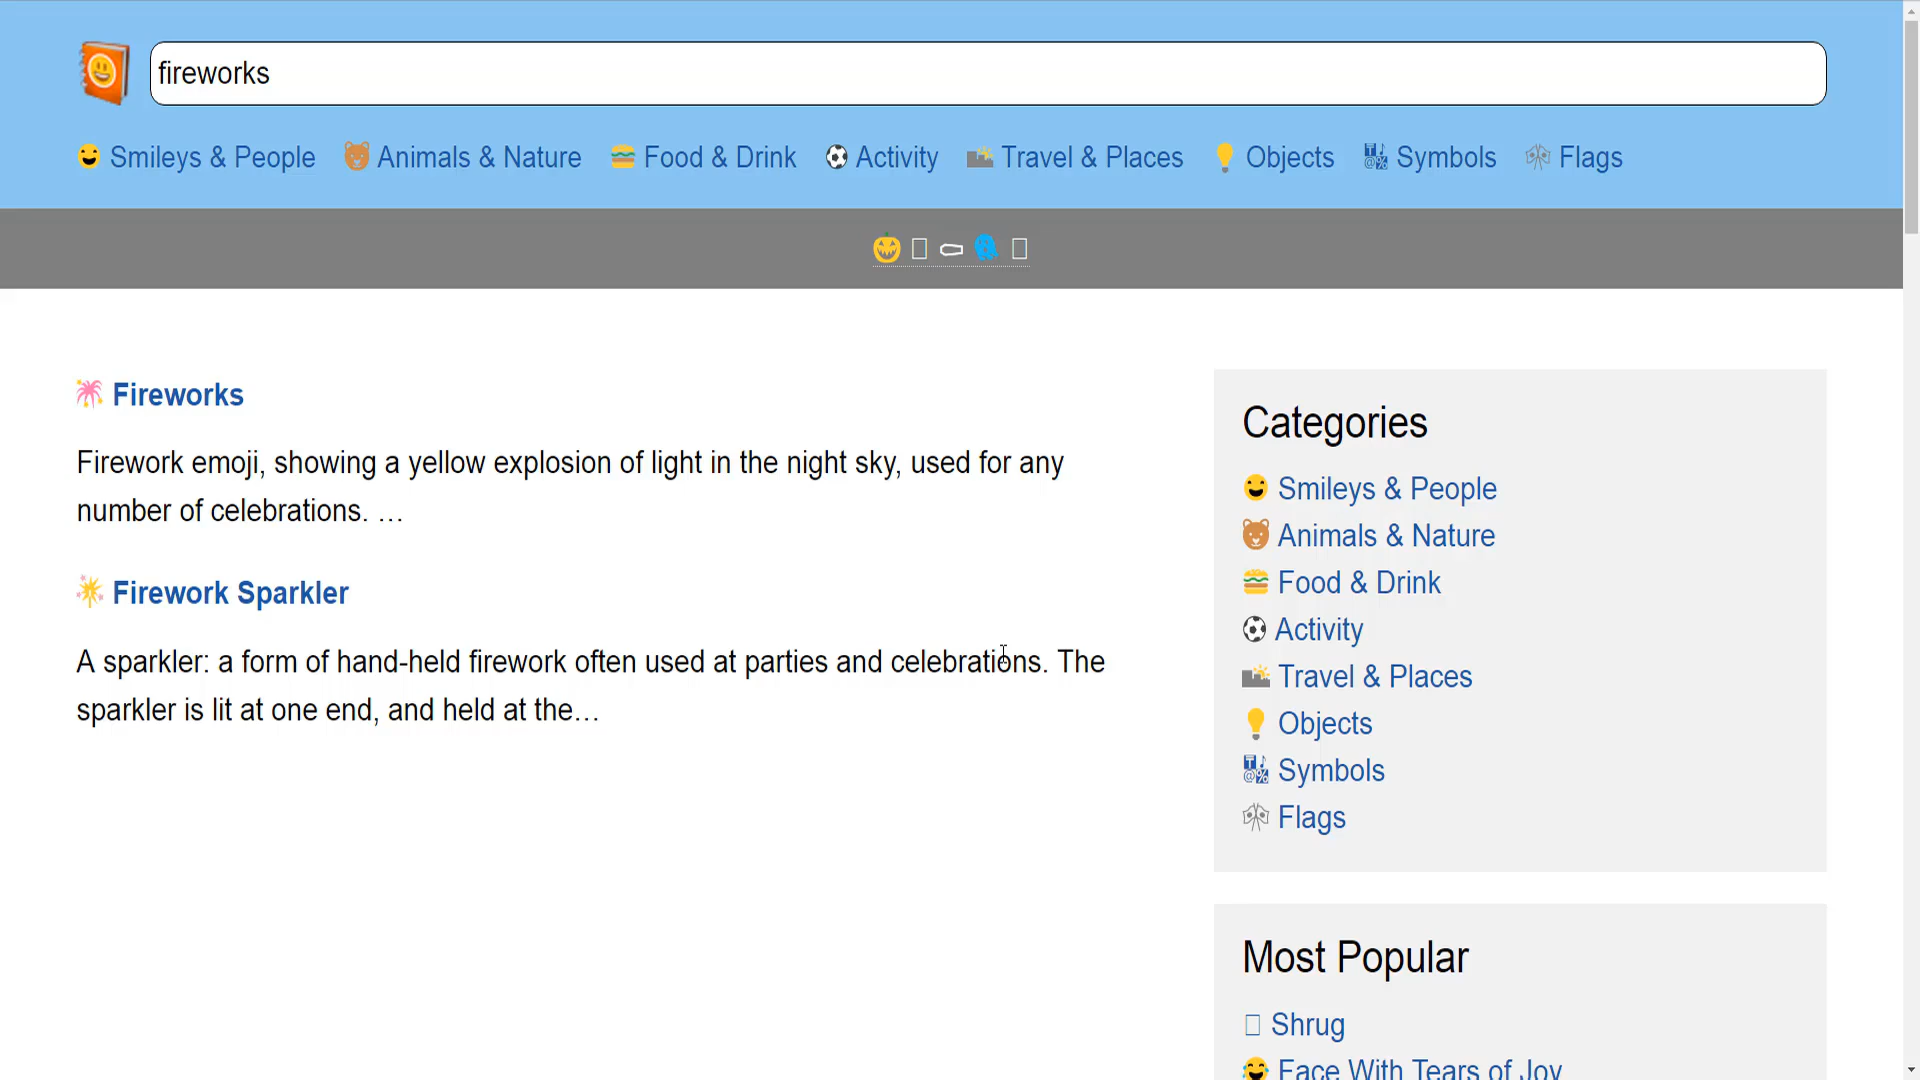 fireworks
Smileys & People Animals & Nature Food & Drink Activity Travel & Places Objects Symbols Flags
Fireworks
Firework emoji, showing a yellow explosion of light in the night sky, used for any
number of celebrations. …
Firework Sparkler
A sparkler: a form of hand-held firework often used at parties and celebrations. The
sparkler is lit at one end, and held at the…
Categories
Smileys & People
Animals & Nature
Food & Drink
Activity
Travel & Places
Objects
Symbols
Flags
Most Popular
Shrug
Face With Tears of Joy